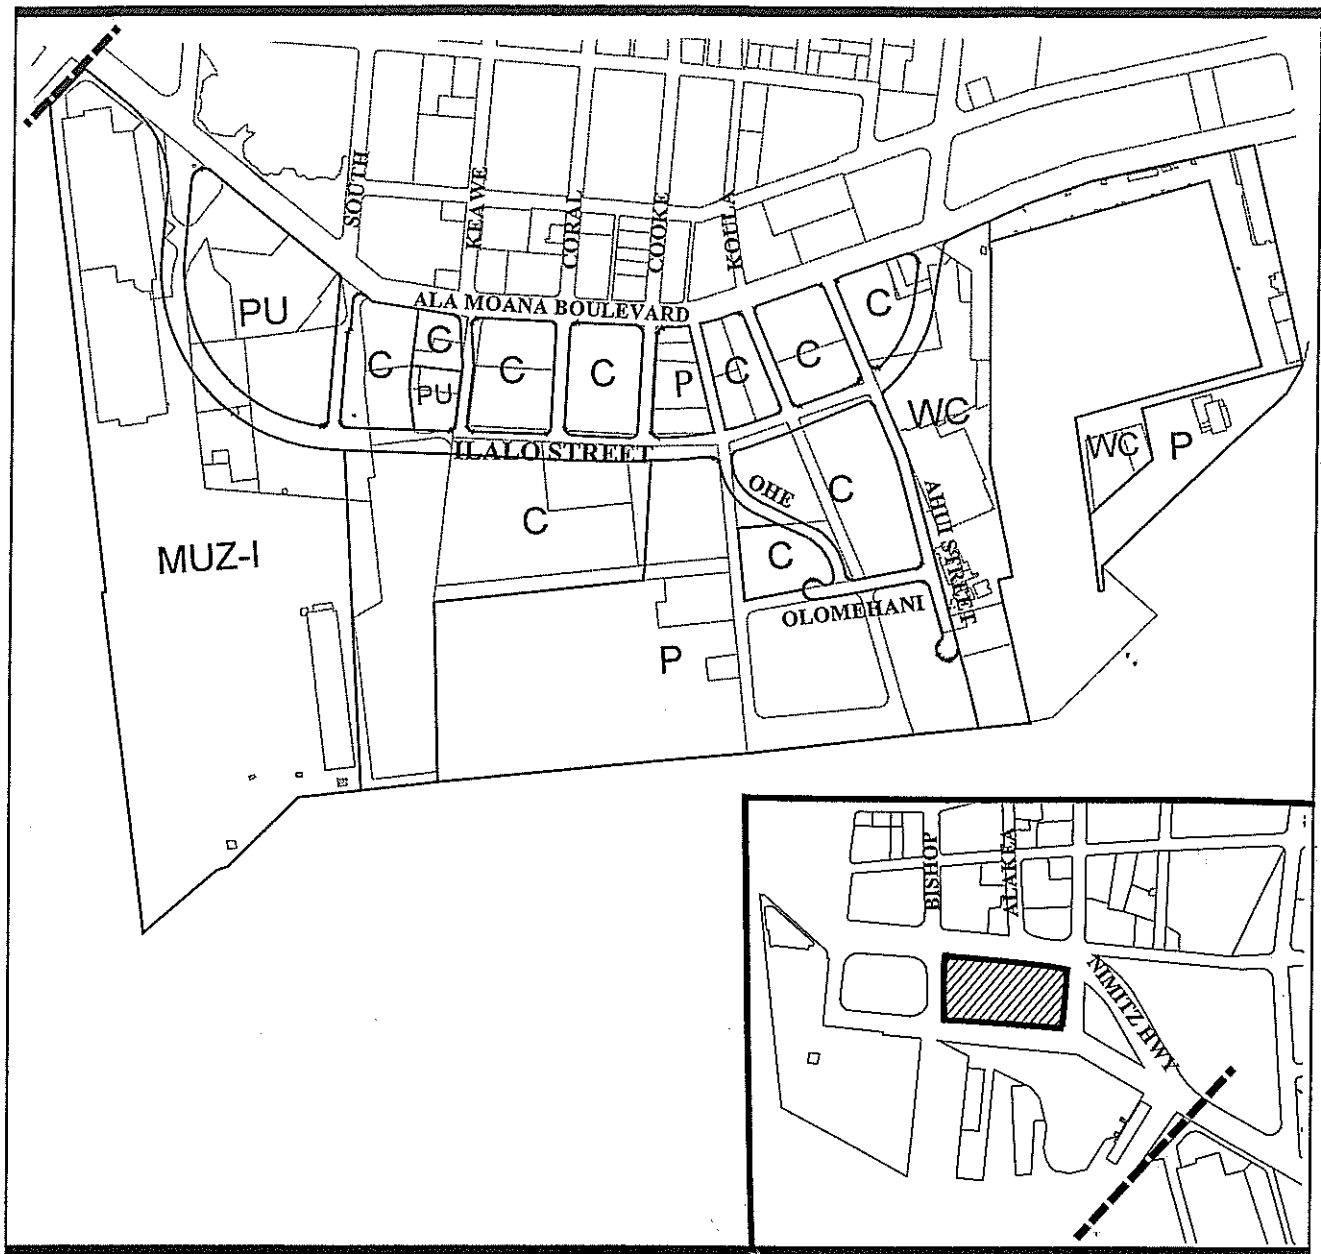 SOUTH
KEAWE
CORAL
COOKE
KOULA
ALA MOANA BOULEVARD
PU
C
C
PU
C
C
P
C
C
C
ILALO STREET
WC
WC
P
OHE
C
AHUI STREET
C
C
MUZ-I
OLOMEHANI
P
BISHOP
ALAKEA
NIMITZ HWY